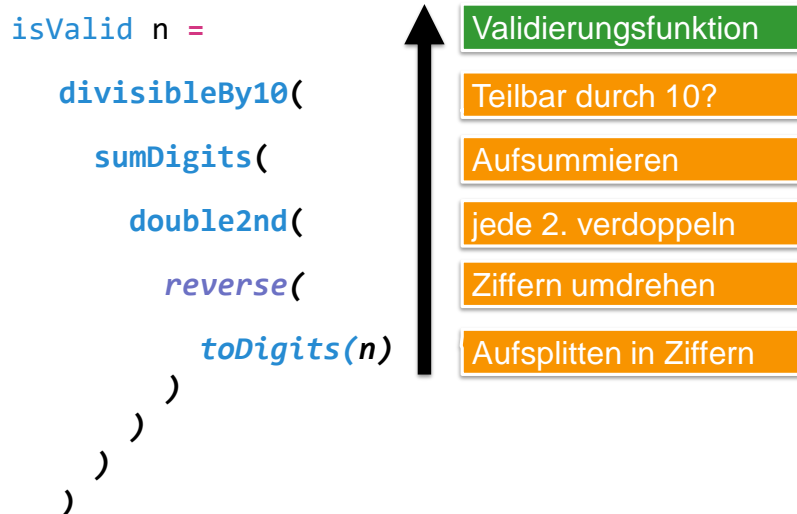 isValid n =
Validierungsfunktion
divisibleBy10(
Teilbar durch 10?
sumDigits(
Aufsummieren
double2nd(
jede 2. verdoppeln
reverse(
Ziffern umdrehen
toDigits(n)
Aufsplitten in Ziffern
)
)
)
)